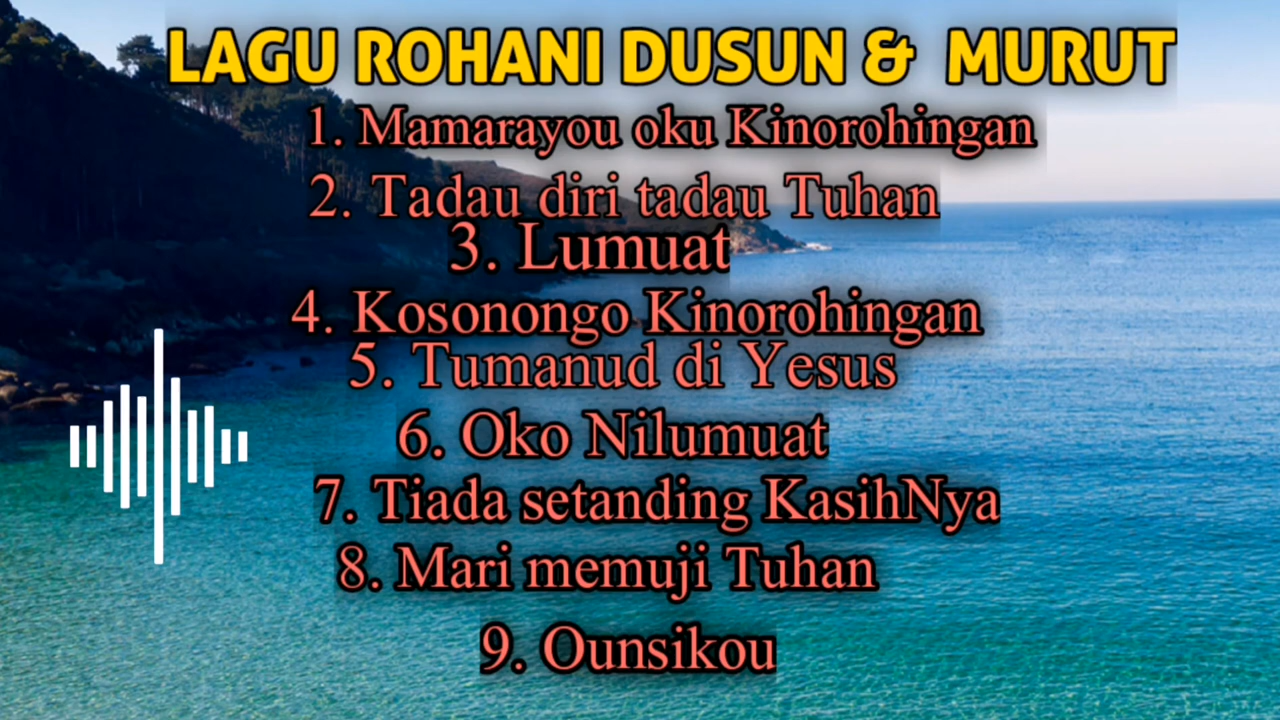 LAGU ROHANI DUSUN & MURUT
1. Mamarayou oku Kinorohingan
2. Tadau diri tadau Tuhan
3. Lumuat
4. Kosonongo Kinorohingan
5. Tumanud di Yesus
6. Oko Nilumuat
7. Tiada setanding KasihNya
8. Mari memuji Tuhan
9. Ounsikou